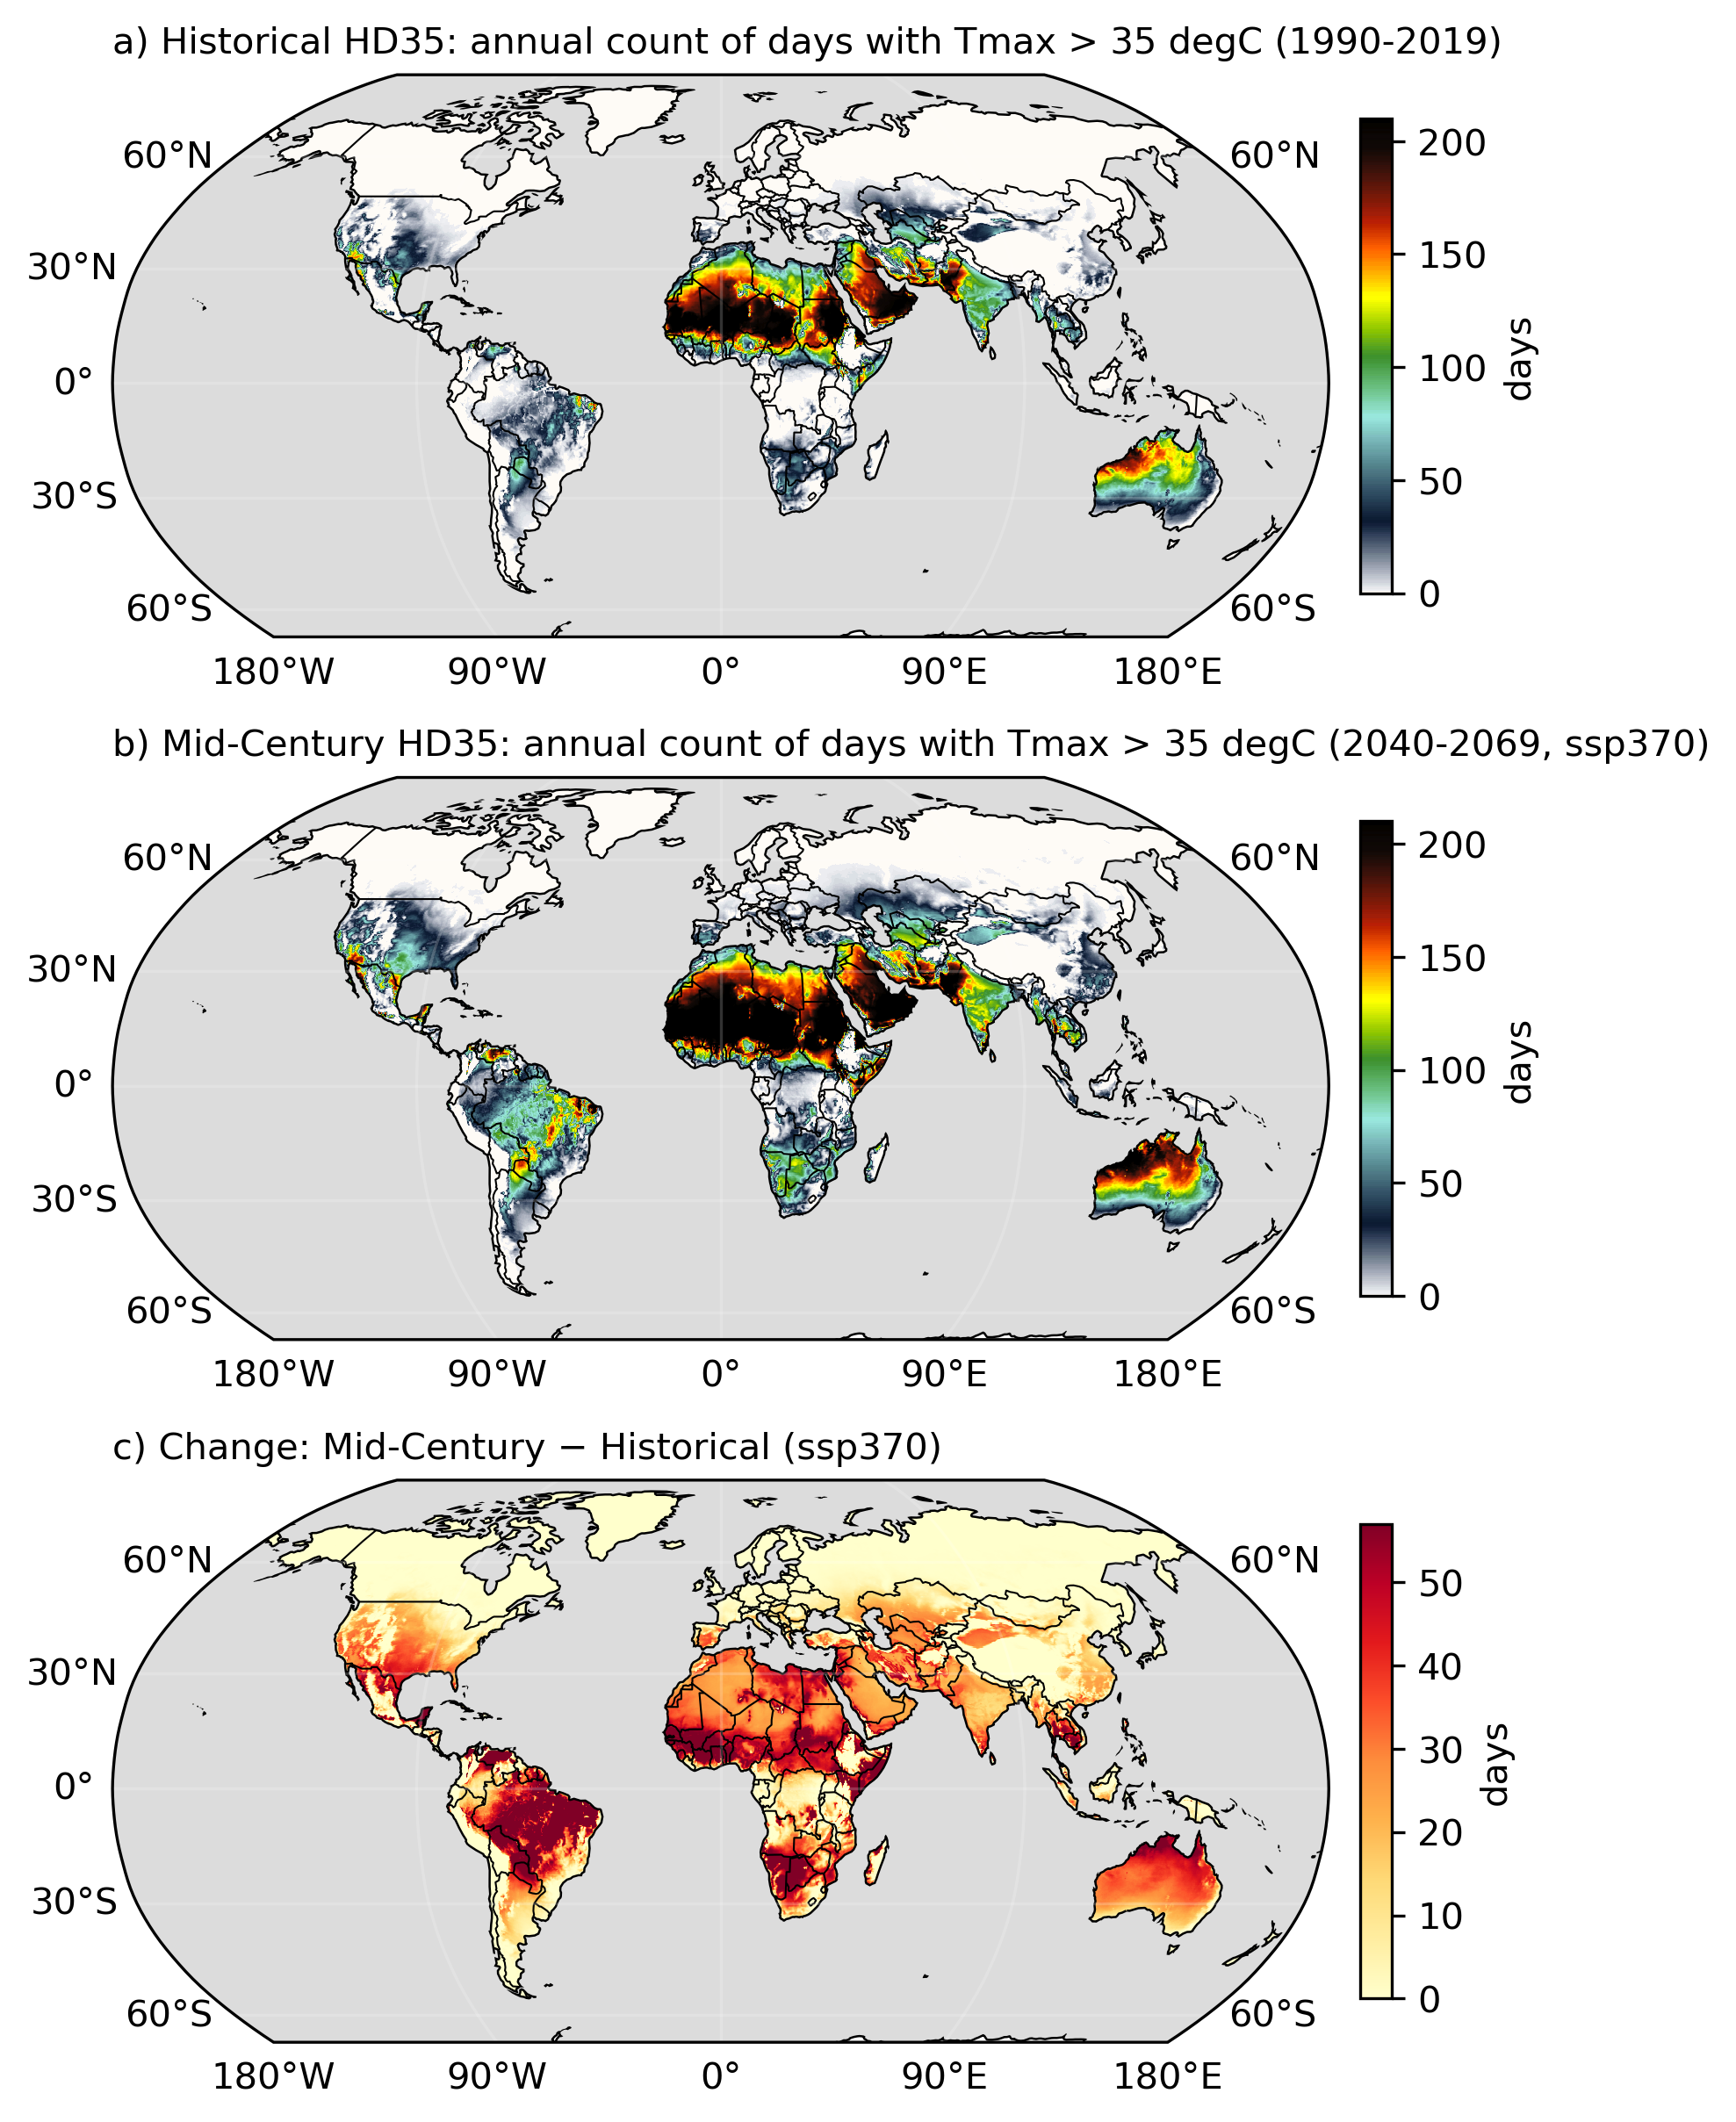 a) Historical HD35: annual count of days with Tmax > 35 degC (1990-2019)
60°N 60°N 200
150
30°N
100 days
0°
50
30°S
0
60°S 60°S
180°W 90°W 0° 90°E 180°E
b) Mid-Century HD35: annual count of days with Tmax > 35 degC (2040-2069, ssp370)
60°N 60°N 200
150
30°N
100 days
0°
50
30°S
0
60°S 60°S
180°W 90°W 0° 90°E 180°E
c) Change: Mid-Century − Historical (ssp370)
60°N 60°N 50
40
30°N
30 days
0°
20
10
30°S
0
60°S 60°S
180°W 90°W 0° 90°E 180°E